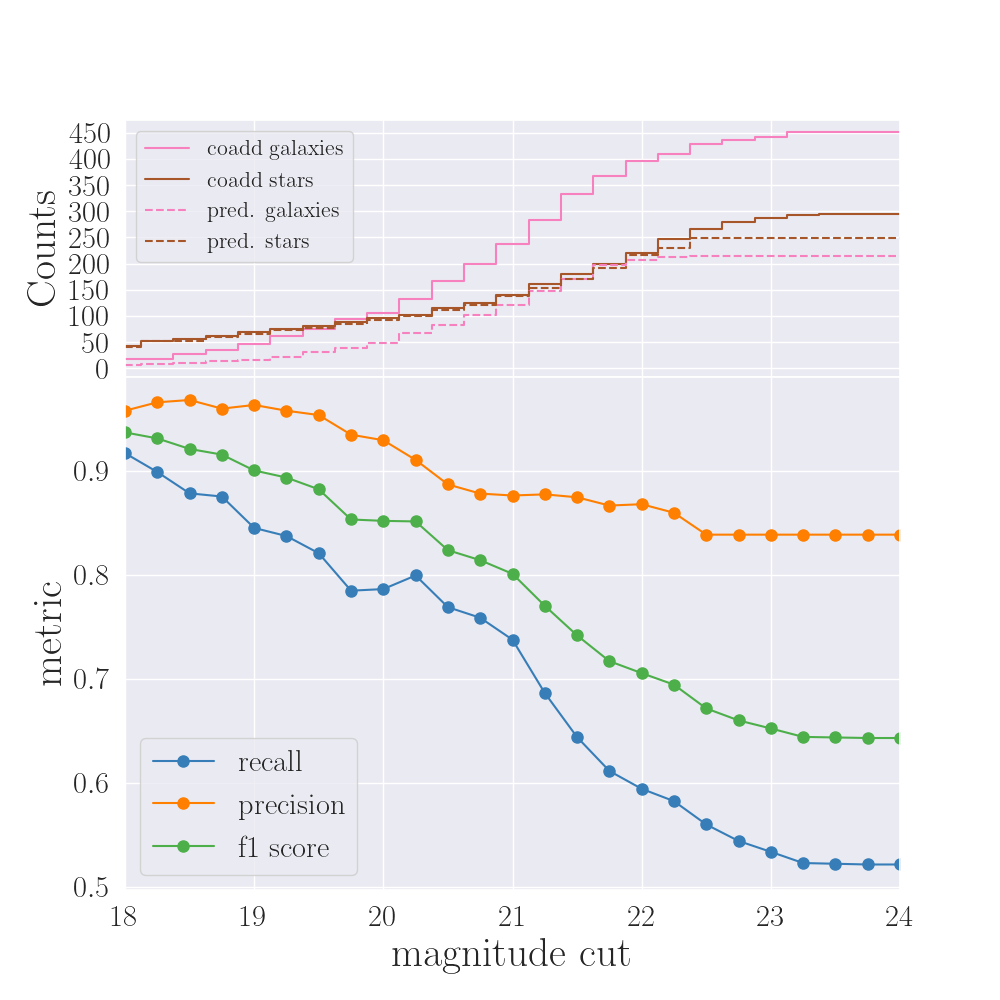 Counts
450
400
350
300
250
200
150
100
50
0
coadd galaxies
coadd stars
pred. galaxies
pred. stars
metric
0.9
0.8
0.7
0.6
0.5
recall
precision
f1 score
18 19 20 21 22 23 24
magnitude cut